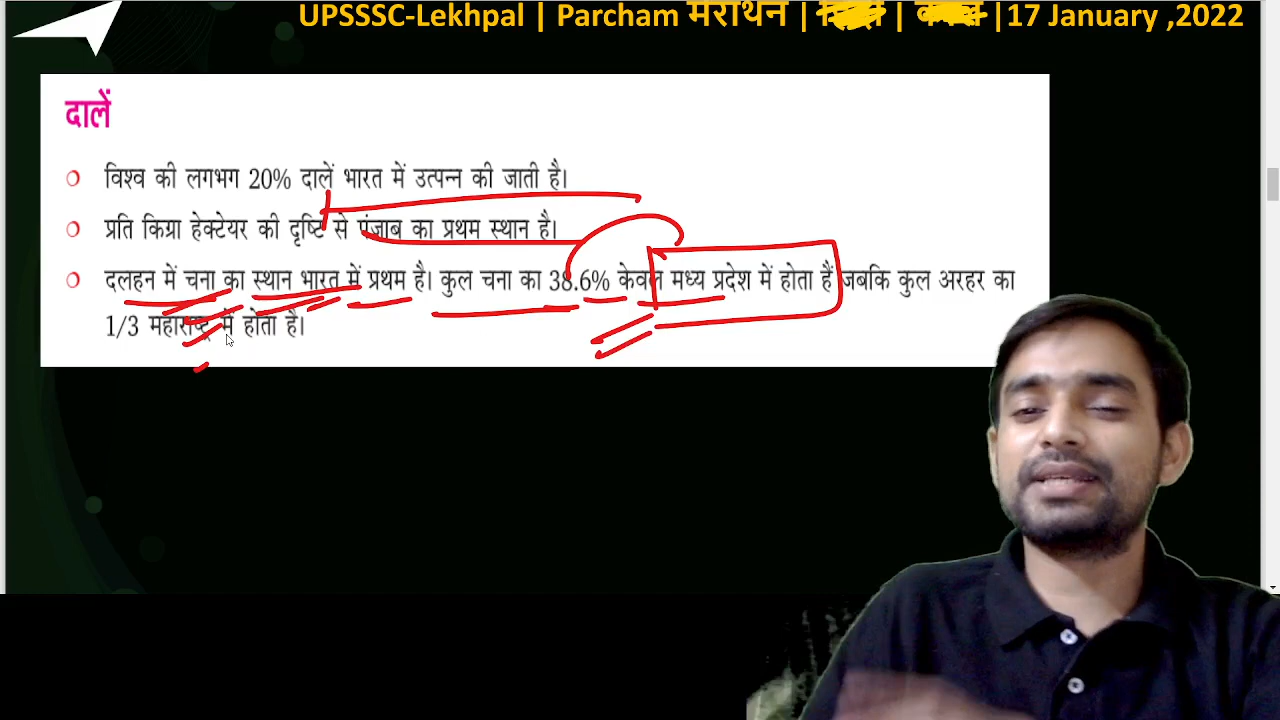 UPSSSC-Lekhpal | Parcham मैराथन | | |17 January ,2022
दालें
विश्व की लगभग 20% दालें भारत में उत्पन्न की जाती है।
प्रति किग्रा हेक्टेयर की दृष्टि से पंजाब का प्रथम स्थान है।
दलहन में चना का स्थान भारत में प्रथम है। कुल चना का 38.6% केवल मध्य प्रदेश में होता हैं जबकि कुल अरहर का
1/3 महाराष्ट्र में होता है।